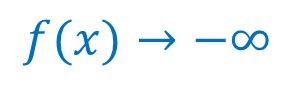 f(x) → −∞